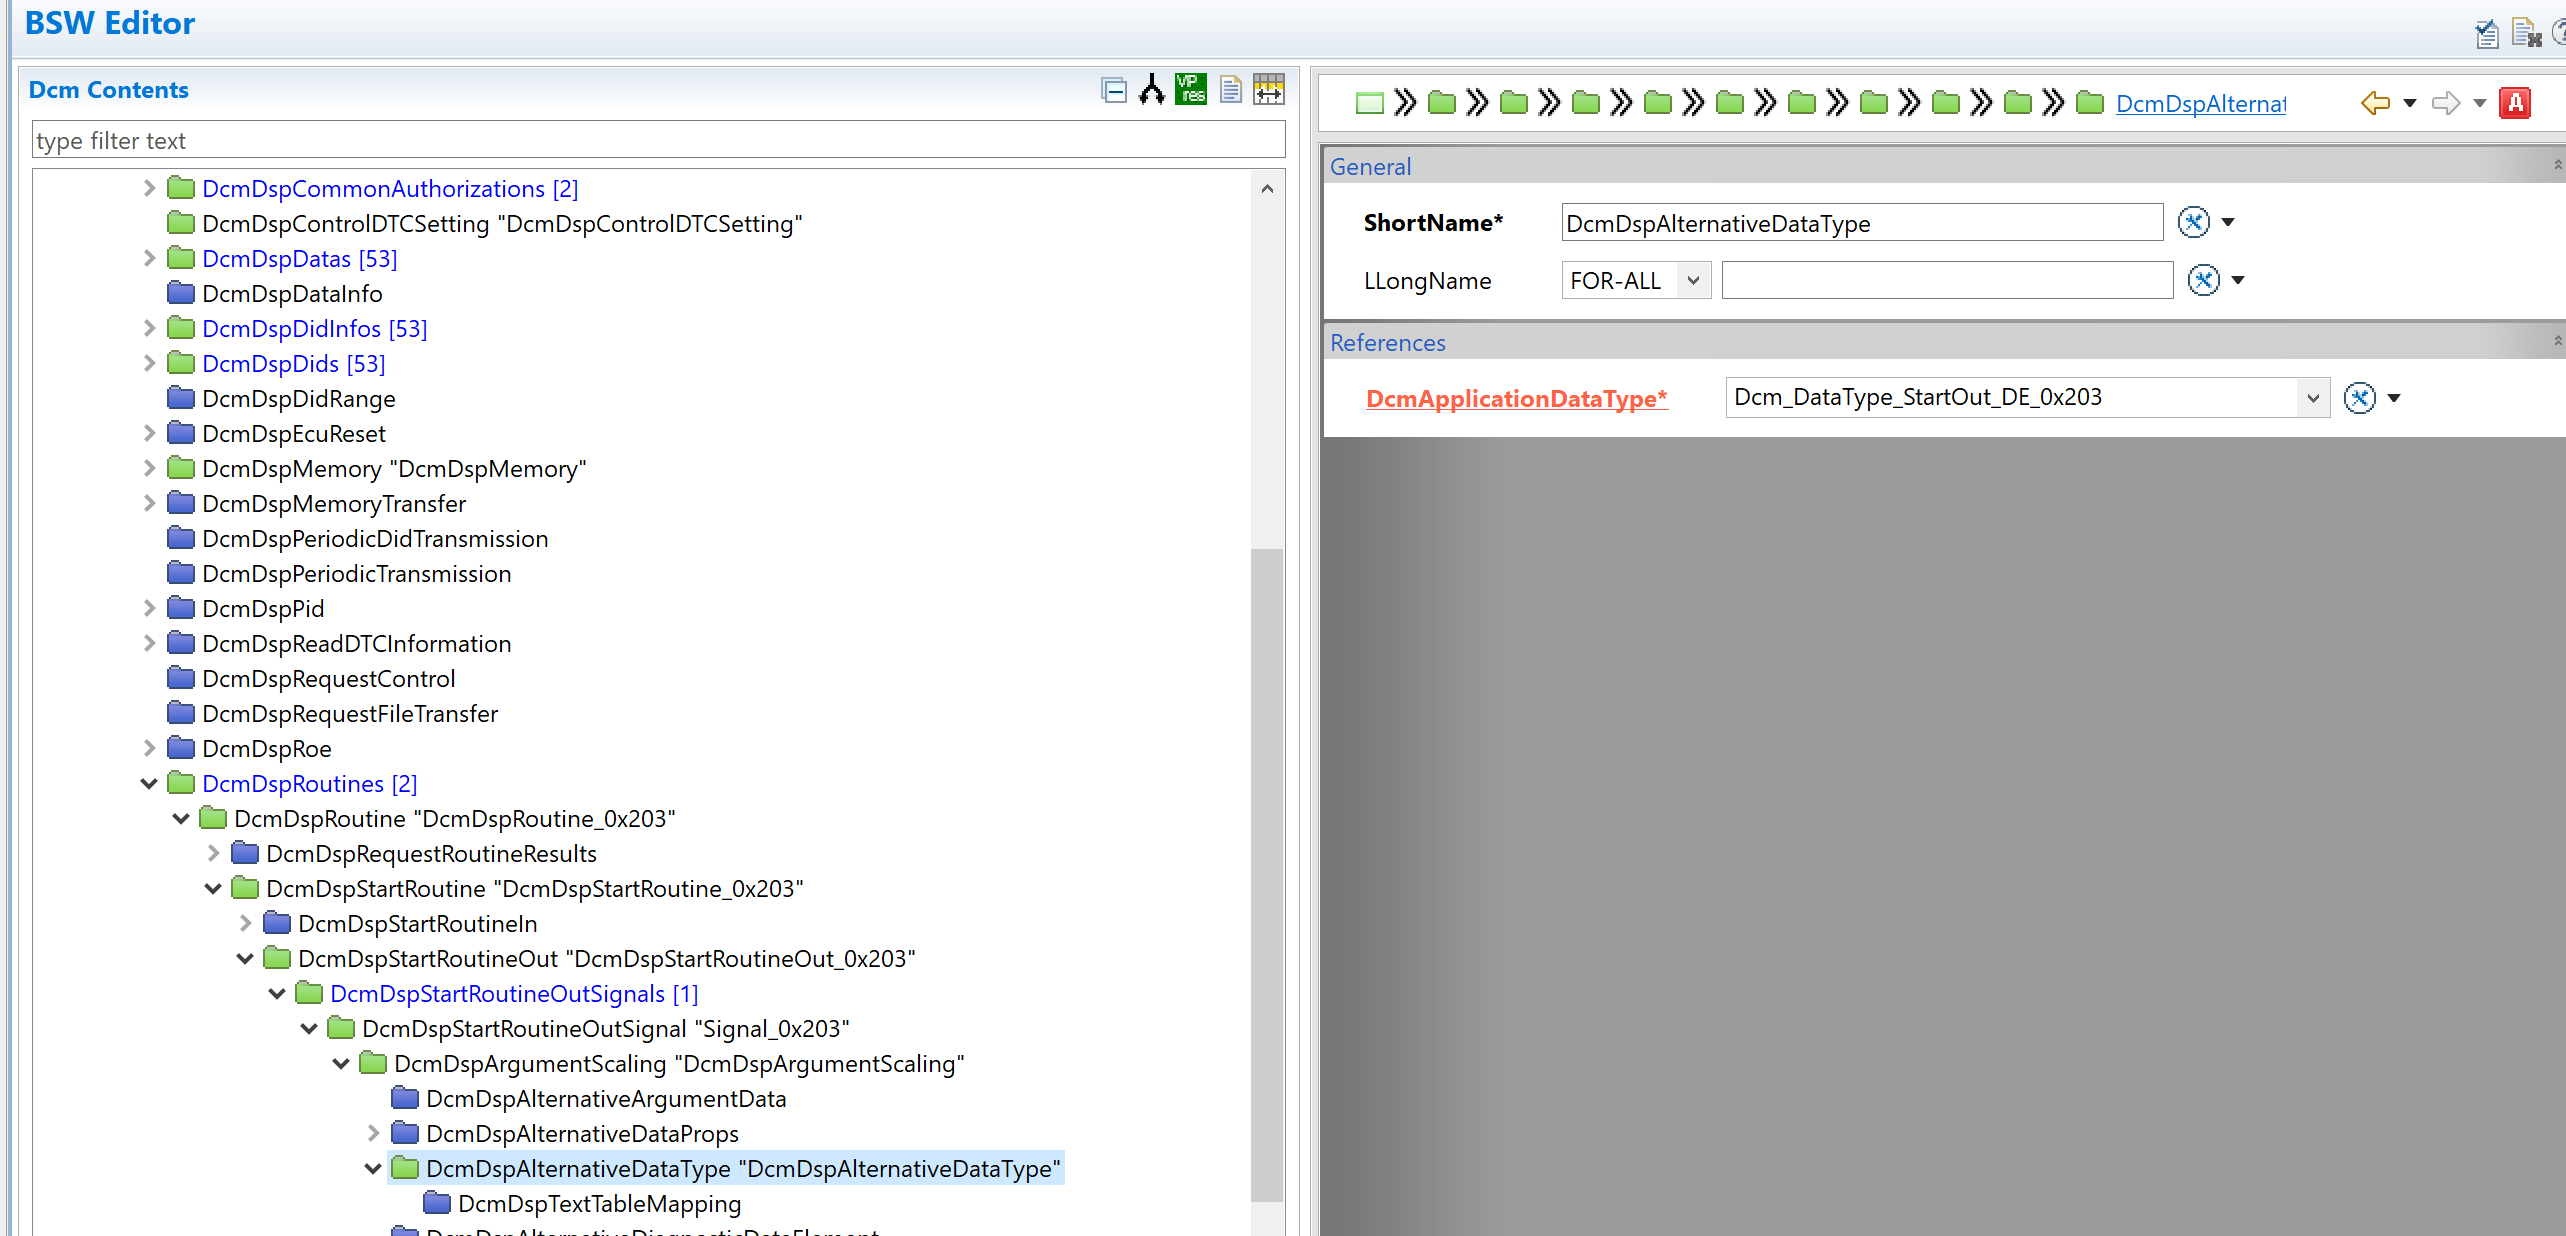 BSW Editor
Dcm Contents
VP res
type filter text
DcmDspCommonAuthorizations [2]
DcmDspControlDTCSetting "DcmDspControlDTCSetting"
DcmDspDatas [53]
DcmDspDataInfo
DcmDspDidInfos [53]
DcmDspDids [53]
DcmDspDidRange
DcmDspEcuReset
DcmDspMemory "DcmDspMemory"
DcmDspMemoryTransfer
DcmDspPeriodicDidTransmission
DcmDspPeriodicTransmission
DcmDspPid
DcmDspReadDTCInformation
DcmDspRequestControl
DcmDspRequestFileTransfer
DcmDspRoe
DcmDspRoutines [2]
DcmDspRoutine "DcmDspRoutine_0x203"
DcmDspRequestRoutineResults
DcmDspStartRoutine "DcmDspStartRoutine_0x203"
DcmDspStartRoutineIn
DcmDspStartRoutineOut "DcmDspStartRoutineOut_0x203"
DcmDspStartRoutineOutSignals [1]
DcmDspStartRoutineOutSignal "Signal_0x203"
DcmDspArgumentScaling "DcmDspArgumentScaling"
DcmDspAlternativeArgumentData
DcmDspAlternativeDataProps
DcmDspAlternativeDataType "DcmDspAlternativeDataType"
DcmDspTextTableMapping
DcmDspAlternativeDiagnosticDataElement
DcmDspAlternat
A
General
ShortName* DcmDspAlternativeDataType
LLongName FOR-ALL
References
DcmApplicationDataType* Dcm_DataType_StartOut_DE_0x203